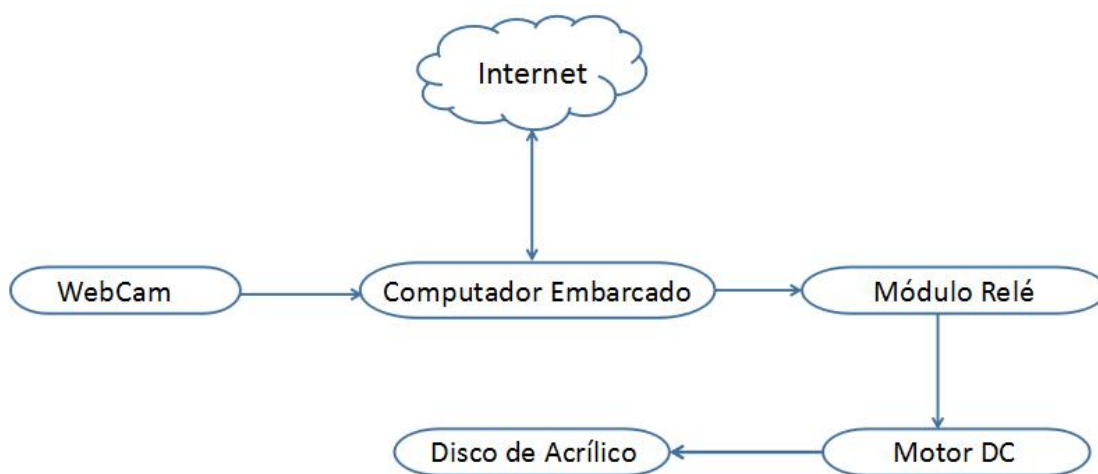 Internet
WebCam
Computador Embarcado
Módulo Relé
Disco de Acrílico
Motor DC